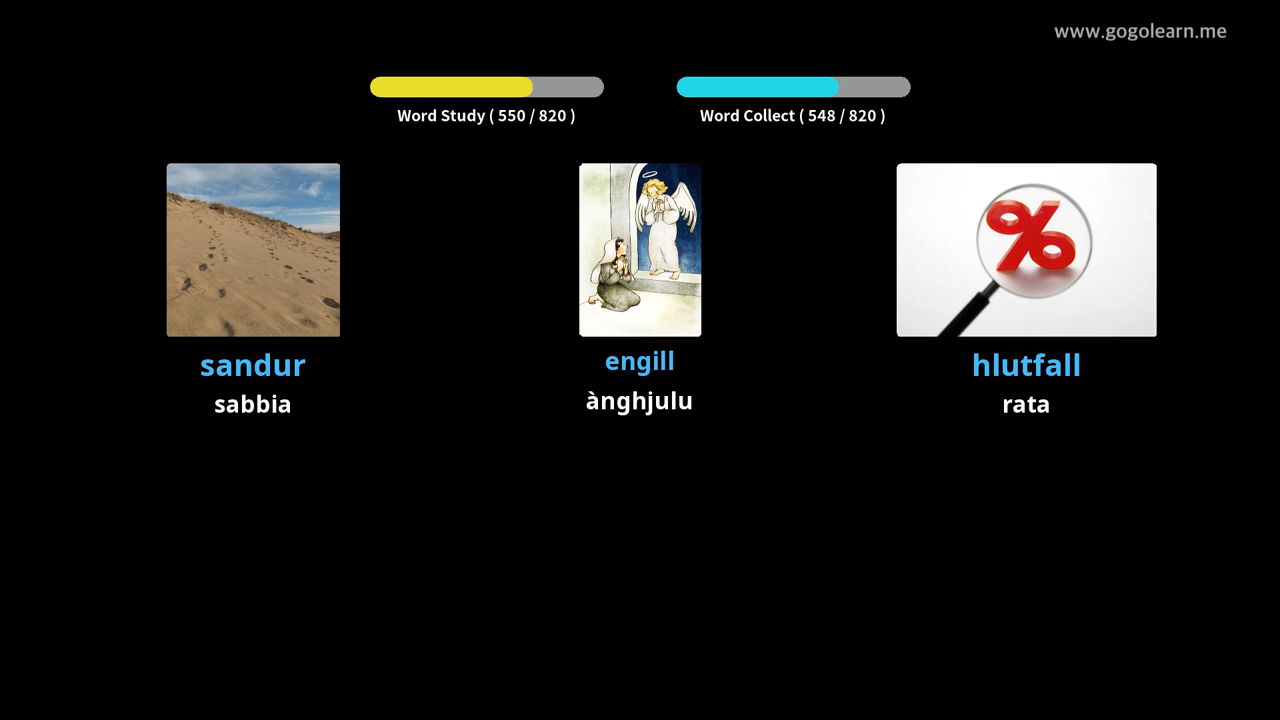 www.gogolearn.me
Word Study ( 550 / 820 )
Word Collect ( 548 / 820 )
sandur
sabbia
engill
ànghjulu
hlutfall
rata